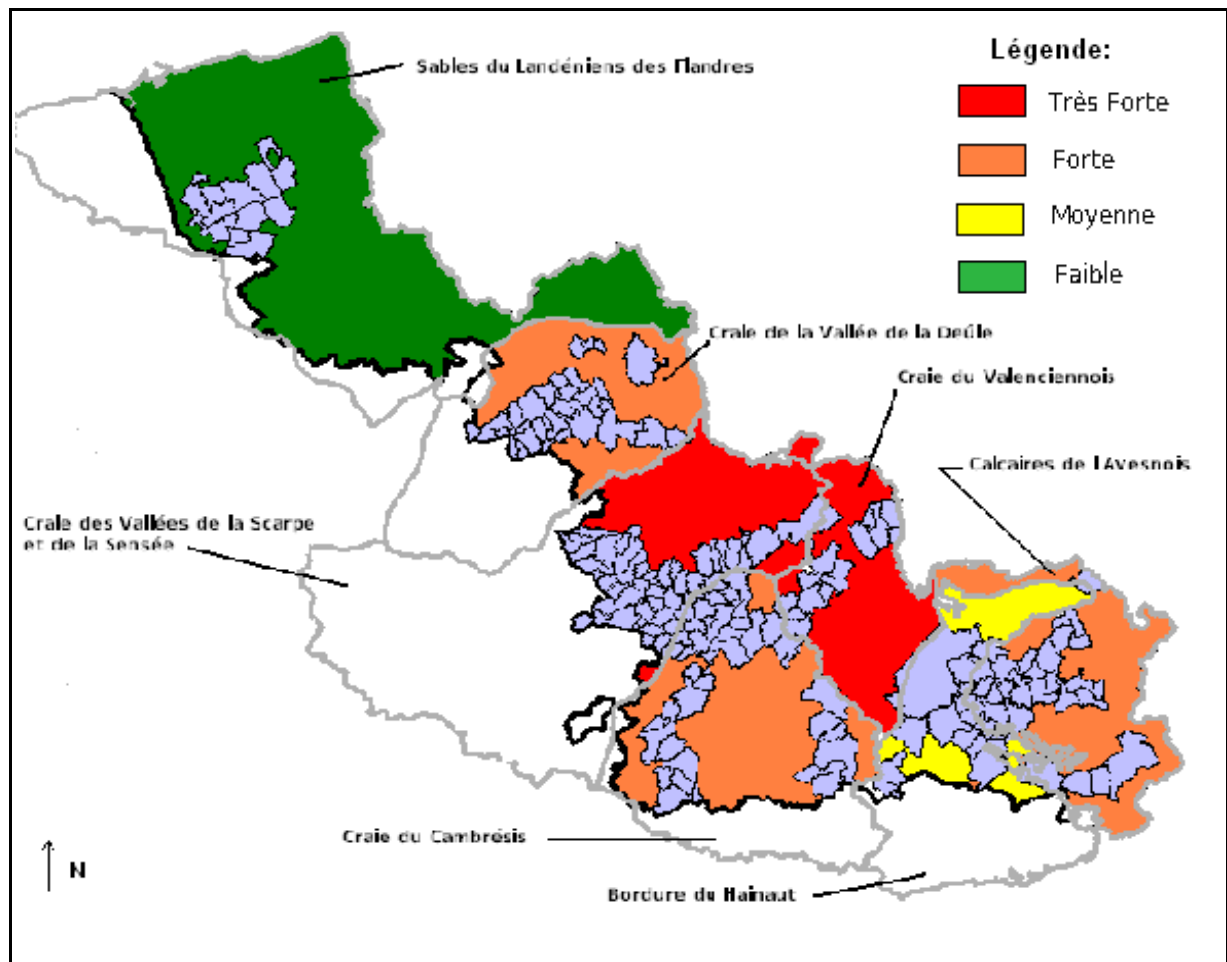 Légende:
Sables du Landéniens des Flandres
Très Forte
Forte
Moyenne
Faible
Craie de la Vallée de la Deûle
Craie du Valenciennois
Calcaires de l'Avesnois
Craie des Vallées de la Scarpe
et de la Sensée
Craie du Cambrésis
N
Bordure du Hainaut